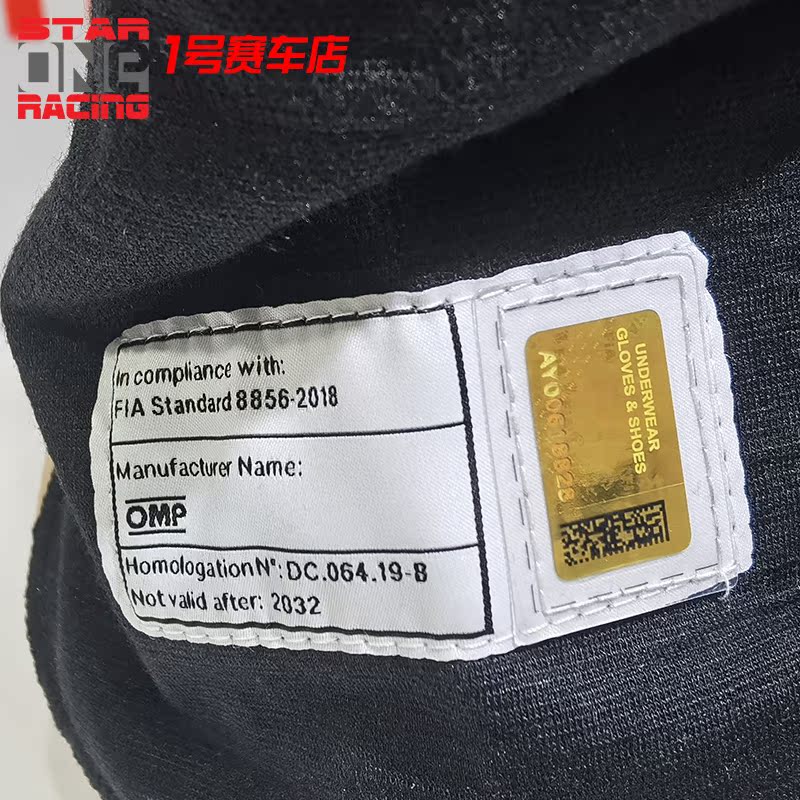 STAR
ONE
RACING
1号赛车店
In compliance with:
FIA Standard 8856-2018
Manufacturer Name:
OMP
Homologation N°: DC.064.19-B
Not valid after: 2032
UNDERWEAR
GLOVES & SHOES
FIA